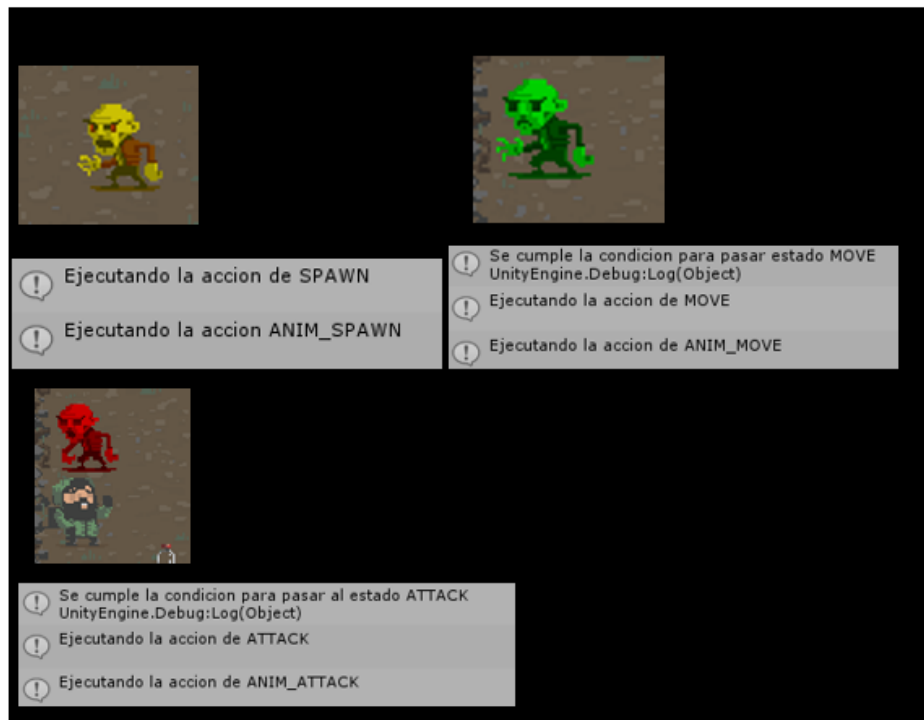 Ejecutando la accion de SPAWN
Ejecutando la accion ANIM_SPAWN
Se cumple la condicion para pasar estado MOVE
UnityEngine.Debug:Log(Object)
Ejecutando la accion de MOVE
Ejecutando la accion de ANIM_MOVE
Se cumple la condicion para pasar al estado ATTACK
UnityEngine.Debug:Log(Object)
Ejecutando la accion de ATTACK
Ejecutando la accion de ANIM_ATTACK